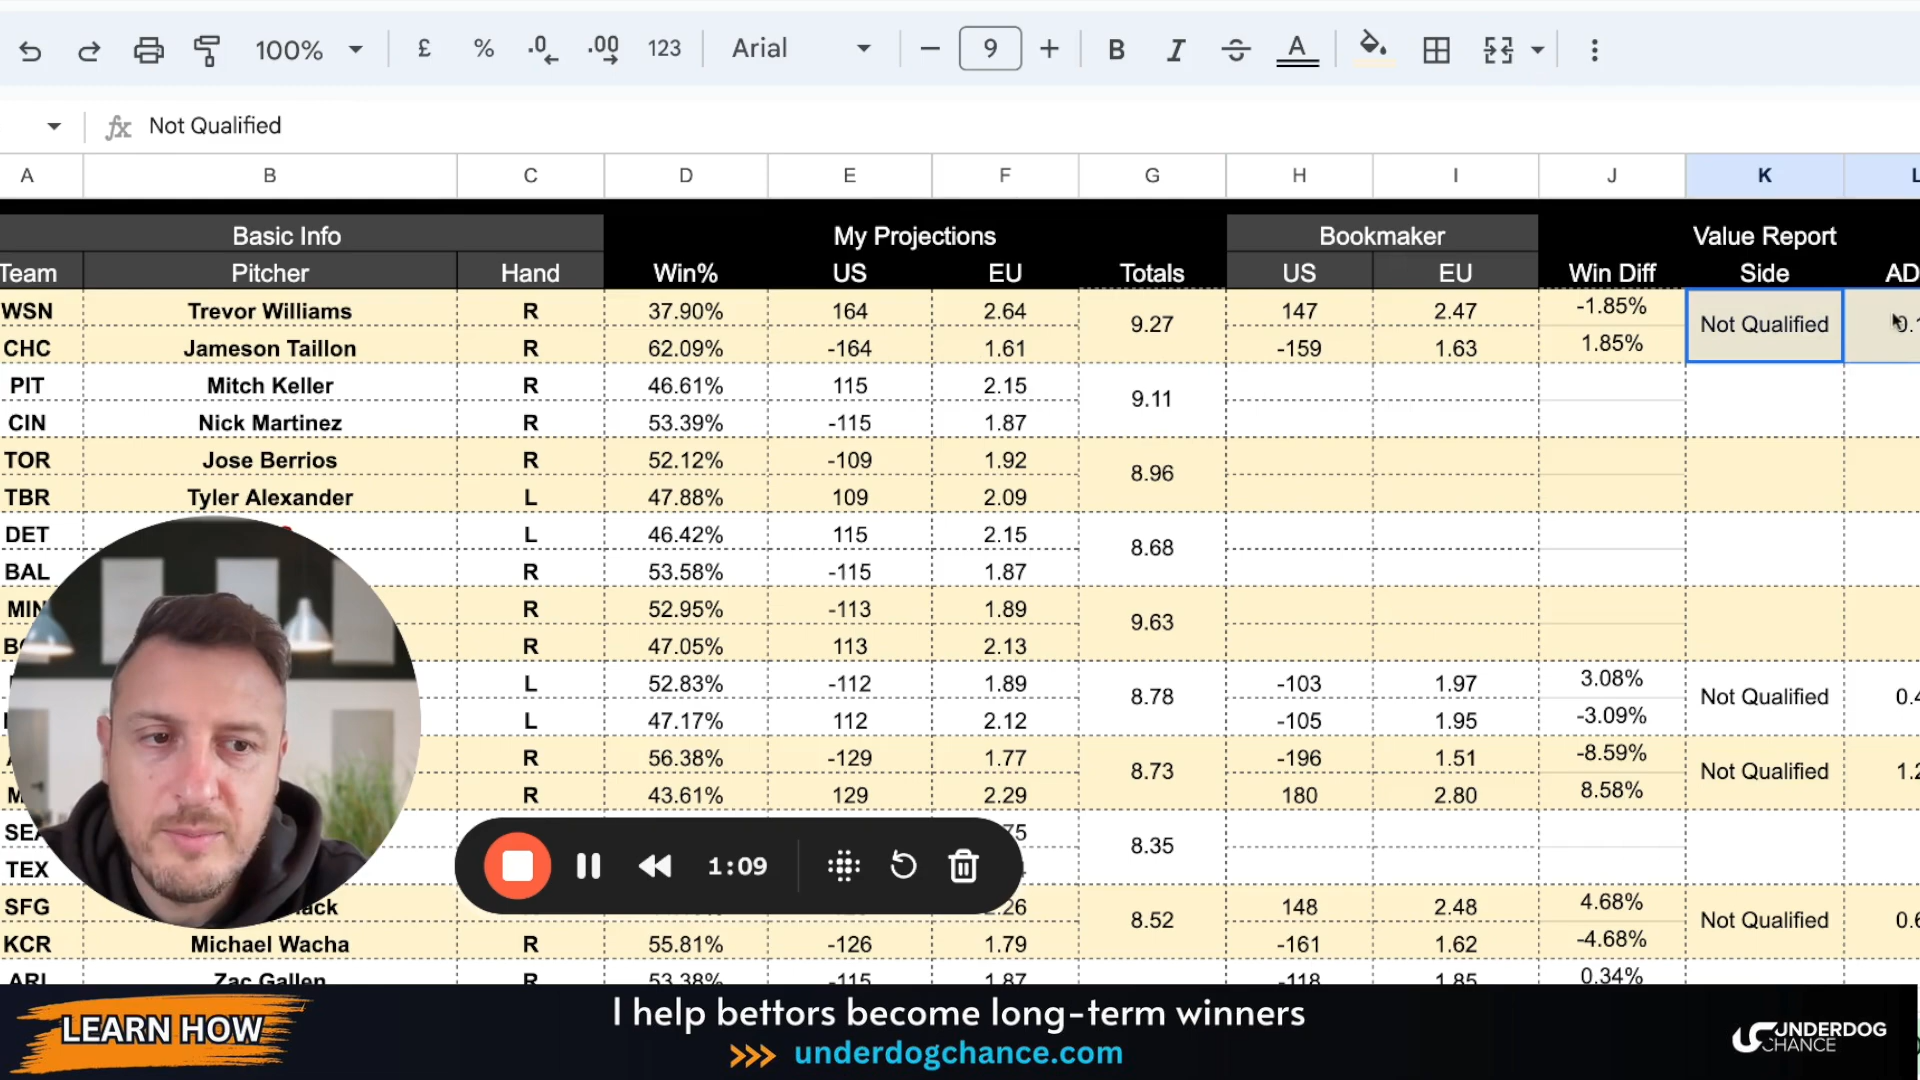 100% £ % .0 .00 123 Arial 9 B I A
fx Not Qualified
A B C D E F G H I J K L
Basic Info My Projections Bookmaker Value Report
Team Pitcher Hand Win% US EU Totals US EU Win Diff Side
WSN Trevor Williams R 37.90% 164 2.64 9.27 147 2.47 -1.85% Not Qualified
CHC Jameson Taillon R 62.09% -164 1.61 -159 1.63 1.85%
PIT Mitch Keller R 46.61% 115 2.15 9.11
CIN Nick Martinez R 53.39% -115 1.87
TOR Jose Berrios R 52.12% -109 1.92 8.96
TBR Tyler Alexander L 47.88% 109 2.09
DET L 46.42% 115 2.15 8.68
BAL R 53.58% -115 1.87
MIN R 52.95% -113 1.89 9.63
R 47.05% 113 2.13
L 52.83% -112 1.89 8.78 -103 1.97 3.08% Not Qualified
L 47.17% 112 2.12 -105 1.95 -3.09%
R 56.38% -129 1.77 8.73 -196 1.51 -8.59% Not Qualified
R 43.61% 129 2.29 180 2.80 8.58%
SEA 8.35
TEX
SFG 8.52 148 2.48 4.68% Not Qualified
KCR Michael Wacha R 55.81% -126 1.79 -161 1.62 -4.68%
ARI Zac Gallen R 53.38% -115 1.87 -118 1.85 0.34%
1:09
LEARN HOW
I help bettors become long-term winners
>>> underdogchance.com
UNDERDOG
CHANCE